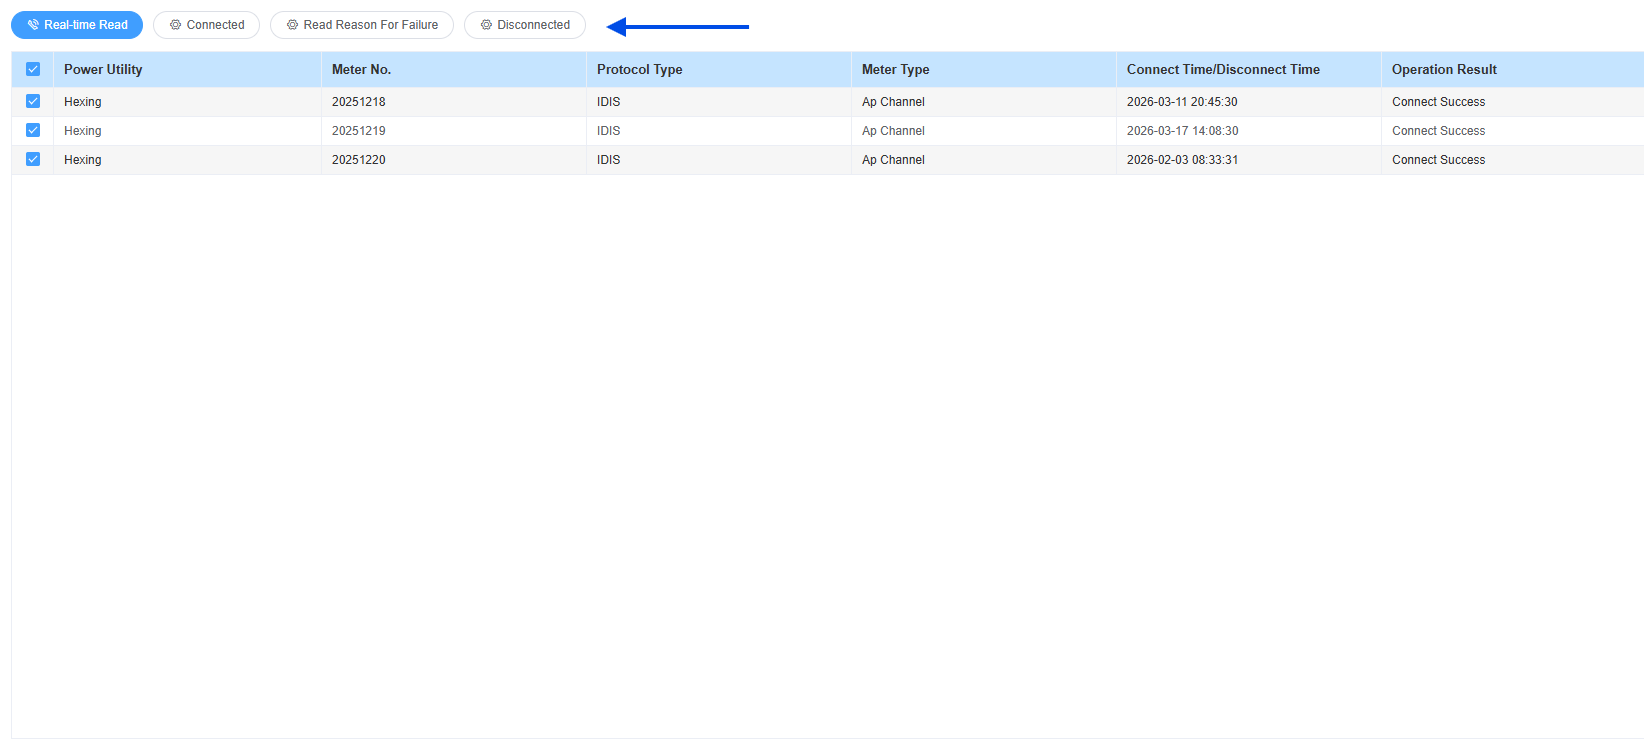 Real-time Read Connected Read Reason For Failure Disconnected
Power Utility Meter No. Protocol Type Meter Type Connect Time/Disconnect Time Operation Result
Hexing 20251218 IDIS Ap Channel 2026-03-11 20:45:30 Connect Success
Hexing 20251219 IDIS Ap Channel 2026-03-17 14:08:30 Connect Success
Hexing 20251220 IDIS Ap Channel 2026-02-03 08:33:31 Connect Success